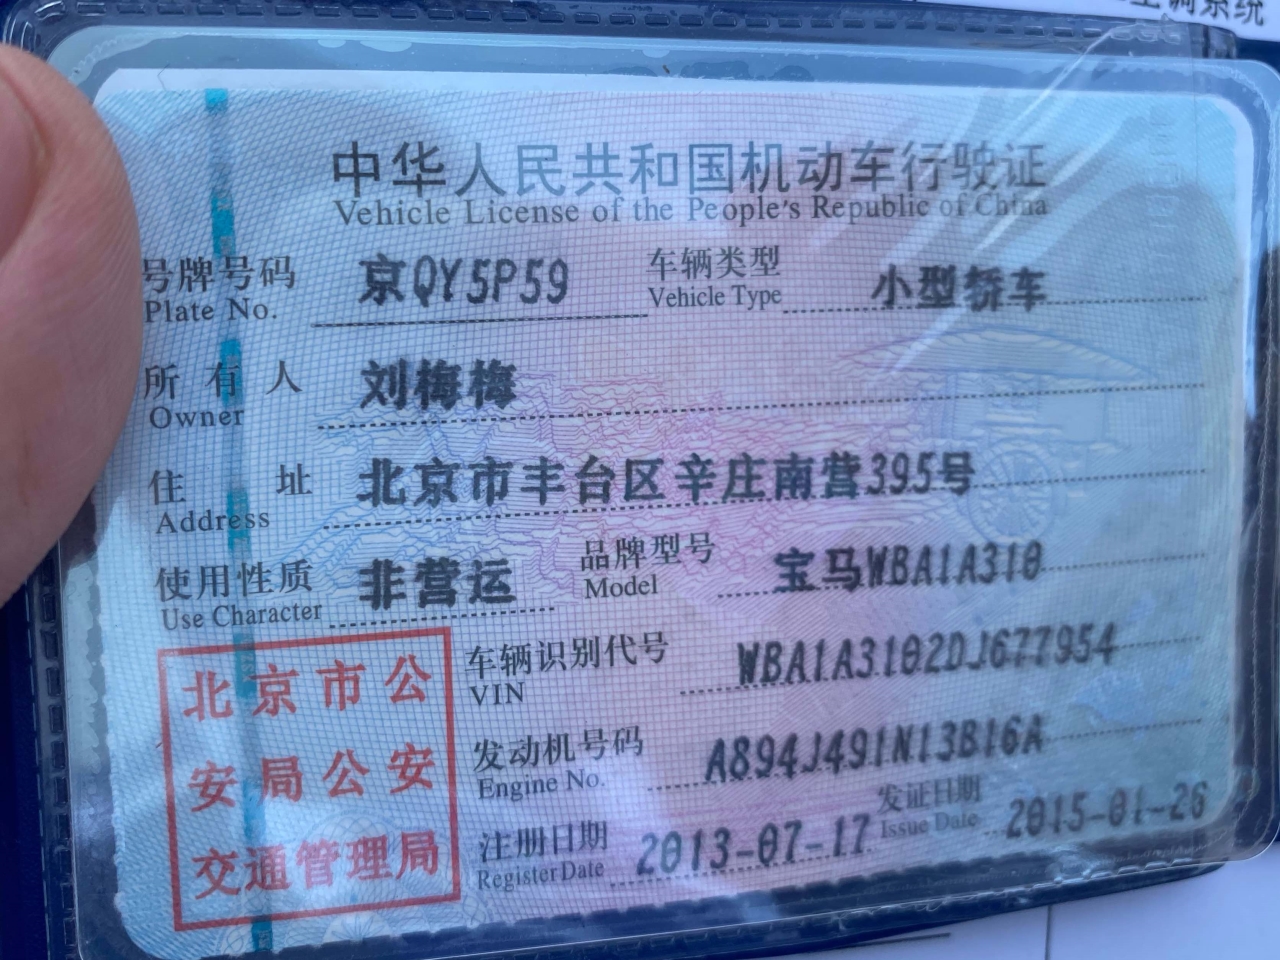 空调系统
中华人民共和国机动车行驶证
Vehicle License of the People's Republic of China
号牌号码 京QY5P59 车辆类型 小型轿车
Plate No. Vehicle Type
所有人 刘梅梅
Owner
住址 北京市丰台区辛庄南营395号
Address
使用性质 非营运 品牌型号 宝马WBA1A310
Use Character Model
车辆识别代号 WBA1A3102DJ677954
VIN
发动机号码 A894J491N13B16A
Engine No.
注册日期 2013-07-17 发证日期 2015-01-26
Register Date Issue Date
北京市公
安局公安
交通管理局